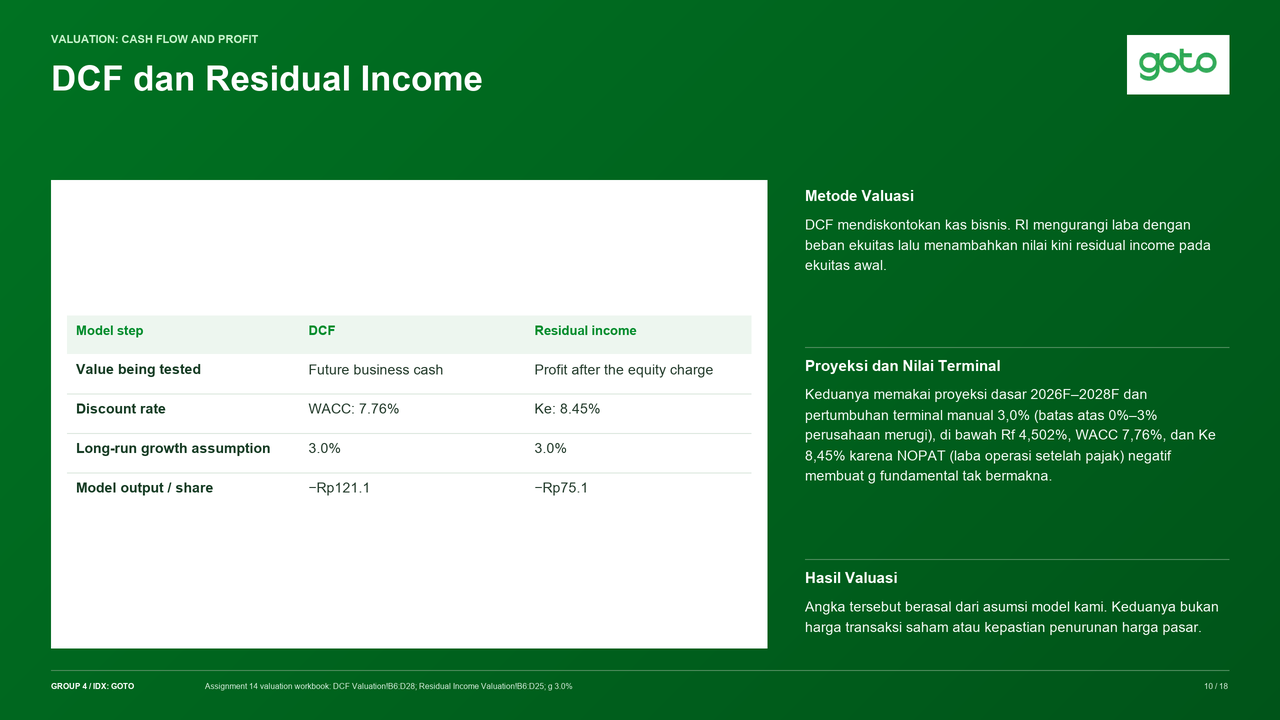 VALUATION: CASH FLOW AND PROFIT
DCF dan Residual Income
goto
Model step DCF Residual income
Value being tested Future business cash Profit after the equity charge
Discount rate WACC: 7.76% Ke: 8.45%
Long-run growth assumption 3.0% 3.0%
Model output / share −Rp121.1 −Rp75.1
Metode Valuasi
DCF mendiskontokan kas bisnis. RI mengurangi laba dengan
beban ekuitas lalu menambahkan nilai kini residual income pada
ekuitas awal.
Proyeksi dan Nilai Terminal
Keduanya memakai proyeksi dasar 2026F–2028F dan
pertumbuhan terminal manual 3,0% (batas atas 0%–3%
perusahaan merugi), di bawah Rf 4,502%, WACC 7,76%, dan Ke
8,45% karena NOPAT (laba operasi setelah pajak) negatif
membuat g fundamental tak bermakna.
Hasil Valuasi
Angka tersebut berasal dari asumsi model kami. Keduanya bukan
harga transaksi saham atau kepastian penurunan harga pasar.
GROUP 4 / IDX: GOTO Assignment 14 valuation workbook: DCF Valuation!B6:D28; Residual Income Valuation!B6:D25; g 3.0% 10 / 18